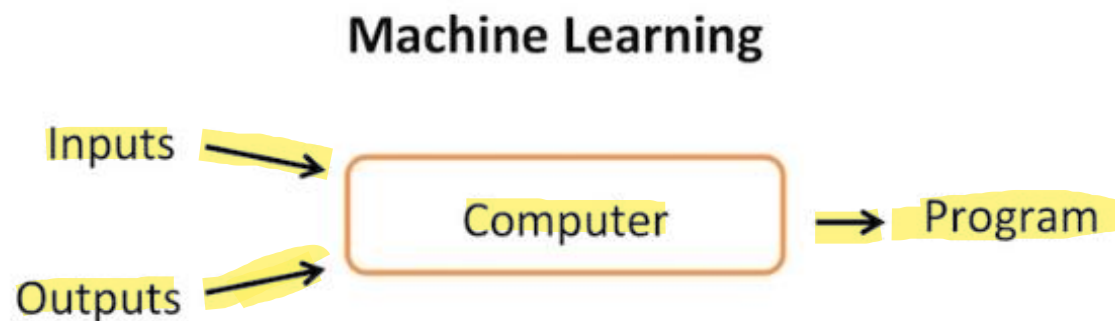 Machine Learning
Inputs
Computer
Program
Outputs